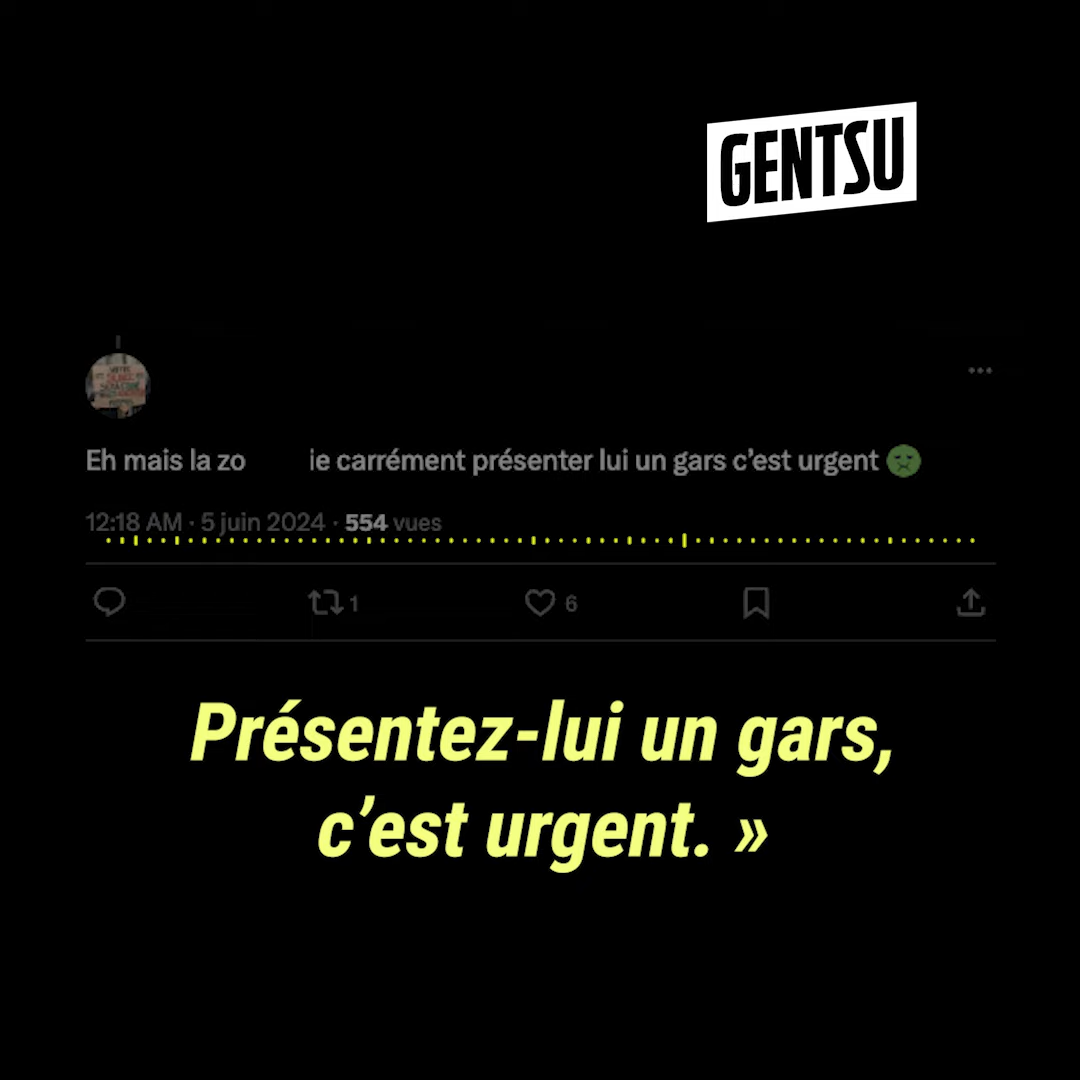 GENTSU
Eh mais la zo ie carrément présenter lui un gars c’est urgent
12:18 AM · 5 juin 2024 · 554 vues
1 6
Présentez-lui un gars,
c’est urgent. »